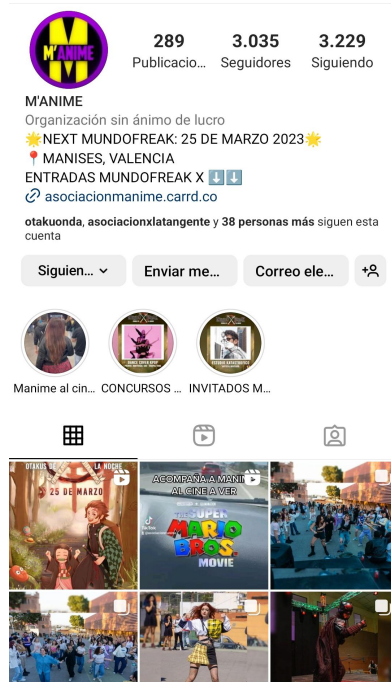 M'ANIME
289 3.035 3.229
Publicacio... Seguidores Siguiendo
M'ANIME
Organización sin ánimo de lucro
🌟NEXT MUNDOFREAK: 25 DE MARZO 2023🌟
📍MANISES, VALENCIA
ENTRADAS MUNDOFREAK X ⬇️⬇️
asociacionmanime.carrd.co
otakuonda, asociacionxlatangente y 38 personas más siguen esta
cuenta
Siguien... Enviar me... Correo ele...
Manime al cin... CONCURSOS ... INVITADOS M...
OTAKUS DE LA NOCHE
25 DE MARZO
ACOMPAÑA A MANIM
AL CINE A VER
THE SUPER
MARIO
BROS.
MOVIE